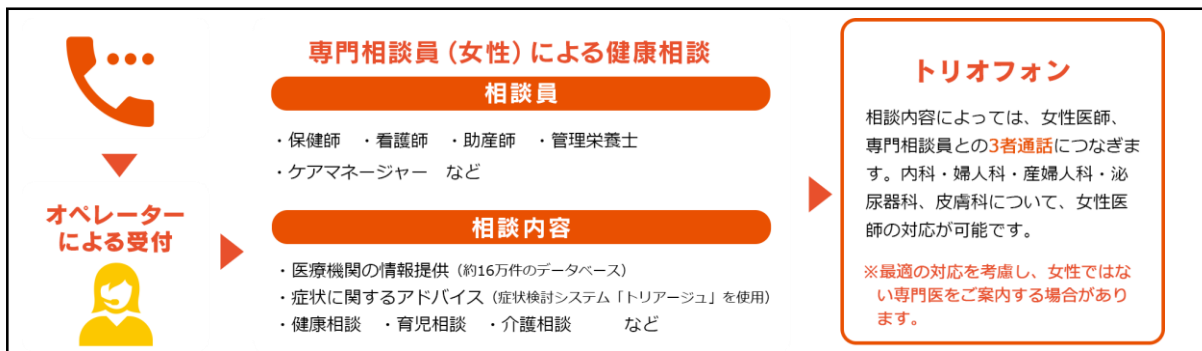 オペレーター
による受付
専門相談員（女性）による健康相談
相談員
・保健師　・看護師　・助産師　・管理栄養士
・ケアマネージャー　など
相談内容
・医療機関の情報提供（約16万件のデータベース）
・症状に関するアドバイス（症状検討システム「トリアージュ」を使用）
・健康相談　・育児相談　・介護相談　　など
トリオフォン
相談内容によっては、女性医師、
専門相談員との3者通話につなぎま
す。内科・婦人科・産婦人科・泌
尿器科、皮膚科について、女性医
師の対応が可能です。
※最適の対応を考慮し、女性ではな
い専門医をご案内する場合があり
ます。